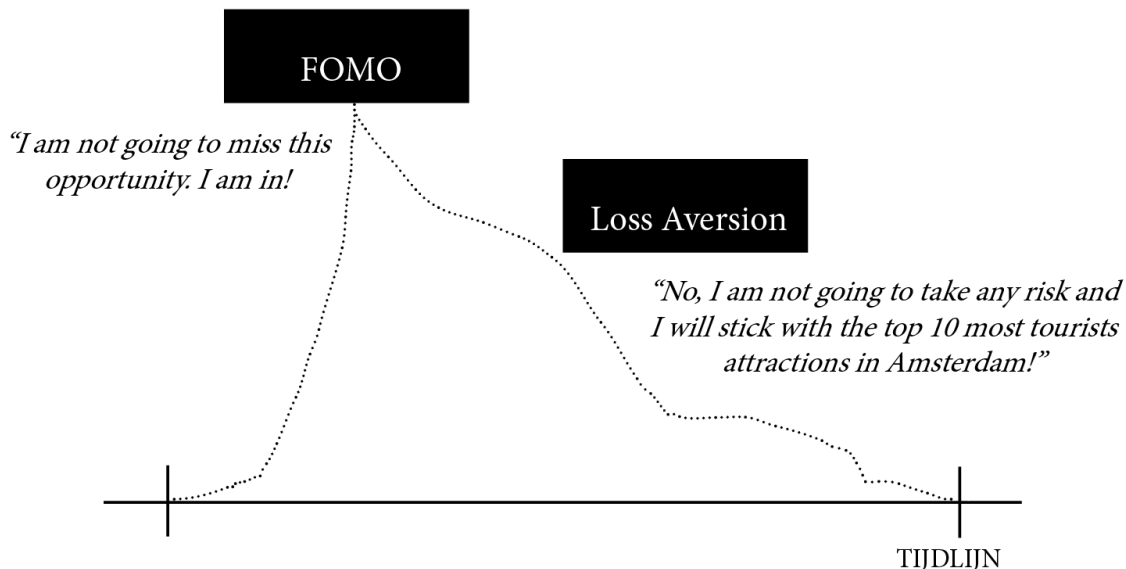 FOMO
“I am not going to miss this
opportunity. I am in!
Loss Aversion
“No, I am not going to take any risk and
I will stick with the top 10 most tourists
attractions in Amsterdam!”
TIJDLIJN